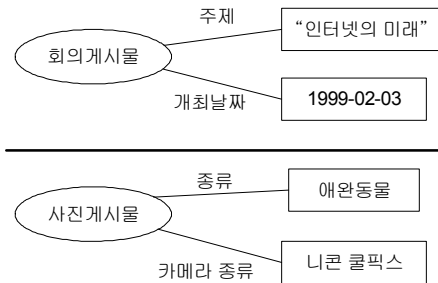 주제
“인터넷의 미래”
회의게시물
개최날짜
1999-02-03
종류
애완동물
사진게시물
카메라 종류
니콘 쿨픽스